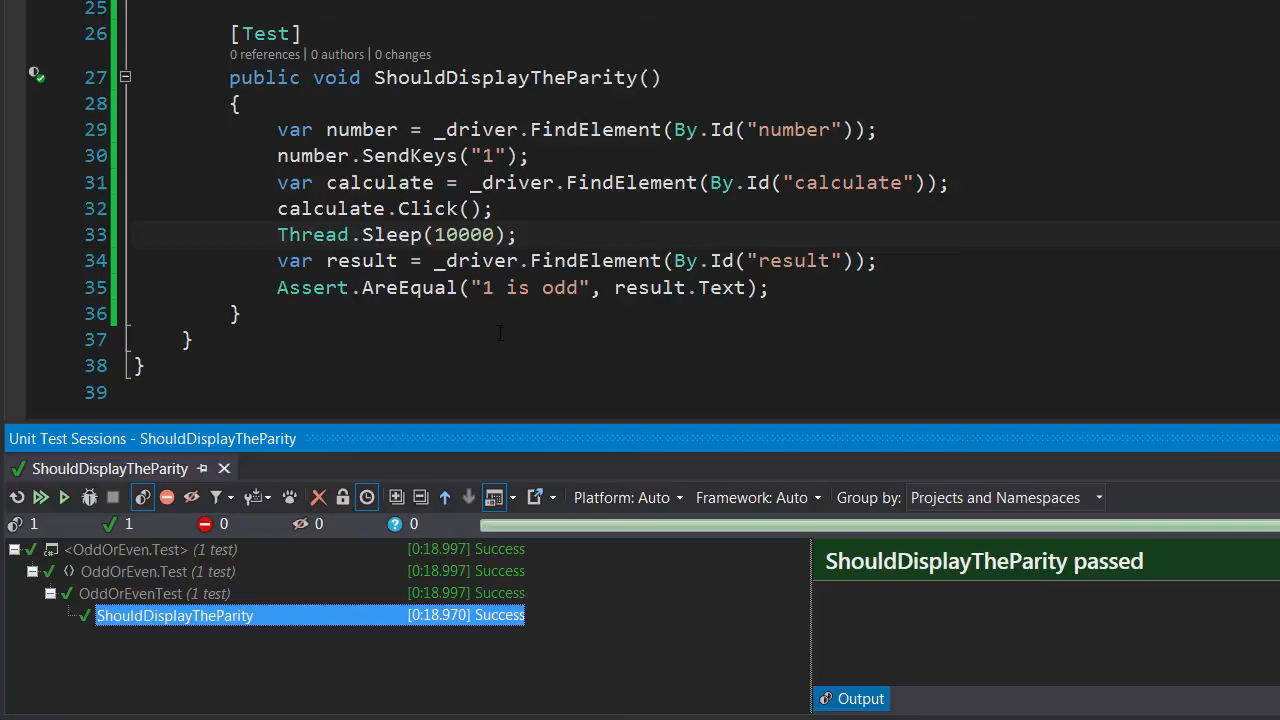 25
26 [Test]
0 references | 0 authors | 0 changes
27 public void ShouldDisplayTheParity()
28 {
29 var number = _driver.FindElement(By.Id("number"));
30 number.SendKeys("1");
31 var calculate = _driver.FindElement(By.Id("calculate"));
32 calculate.Click();
33 Thread.Sleep(10000);
34 var result = _driver.FindElement(By.Id("result"));
35 Assert.AreEqual("1 is odd", result.Text);
36 }
37 }
38 }
39
Unit Test Sessions - ShouldDisplayTheParity
ShouldDisplayTheParity
Platform: Auto Framework: Auto Group by: Projects and Namespaces
1 1 0 0 0
<OddOrEven.Test> (1 test) [0:18.997] Success
OddOrEven.Test (1 test) [0:18.997] Success
OddOrEvenTest (1 test) [0:18.997] Success
ShouldDisplayTheParity [0:18.970] Success
ShouldDisplayTheParity passed
Output